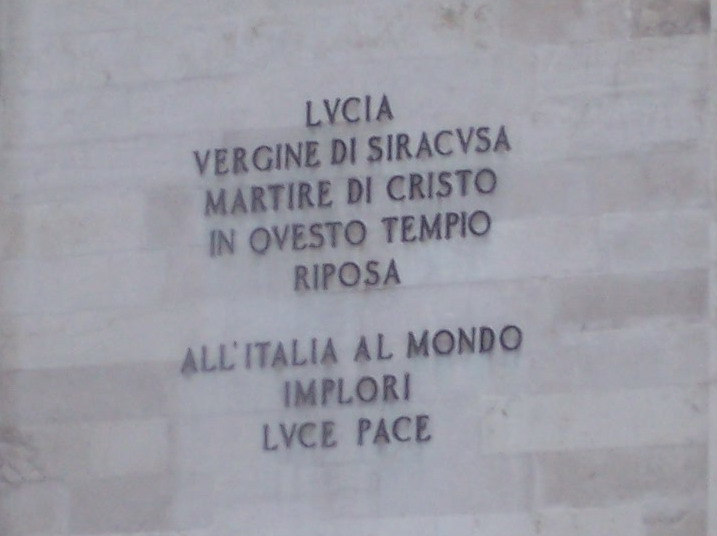 LVCIA
VERGINE DI SIRACVSA
MARTIRE DI CRISTO
IN QVESTO TEMPIO
RIPOSA
ALL'ITALIA AL MONDO
IMPLORI
LVCE PACE